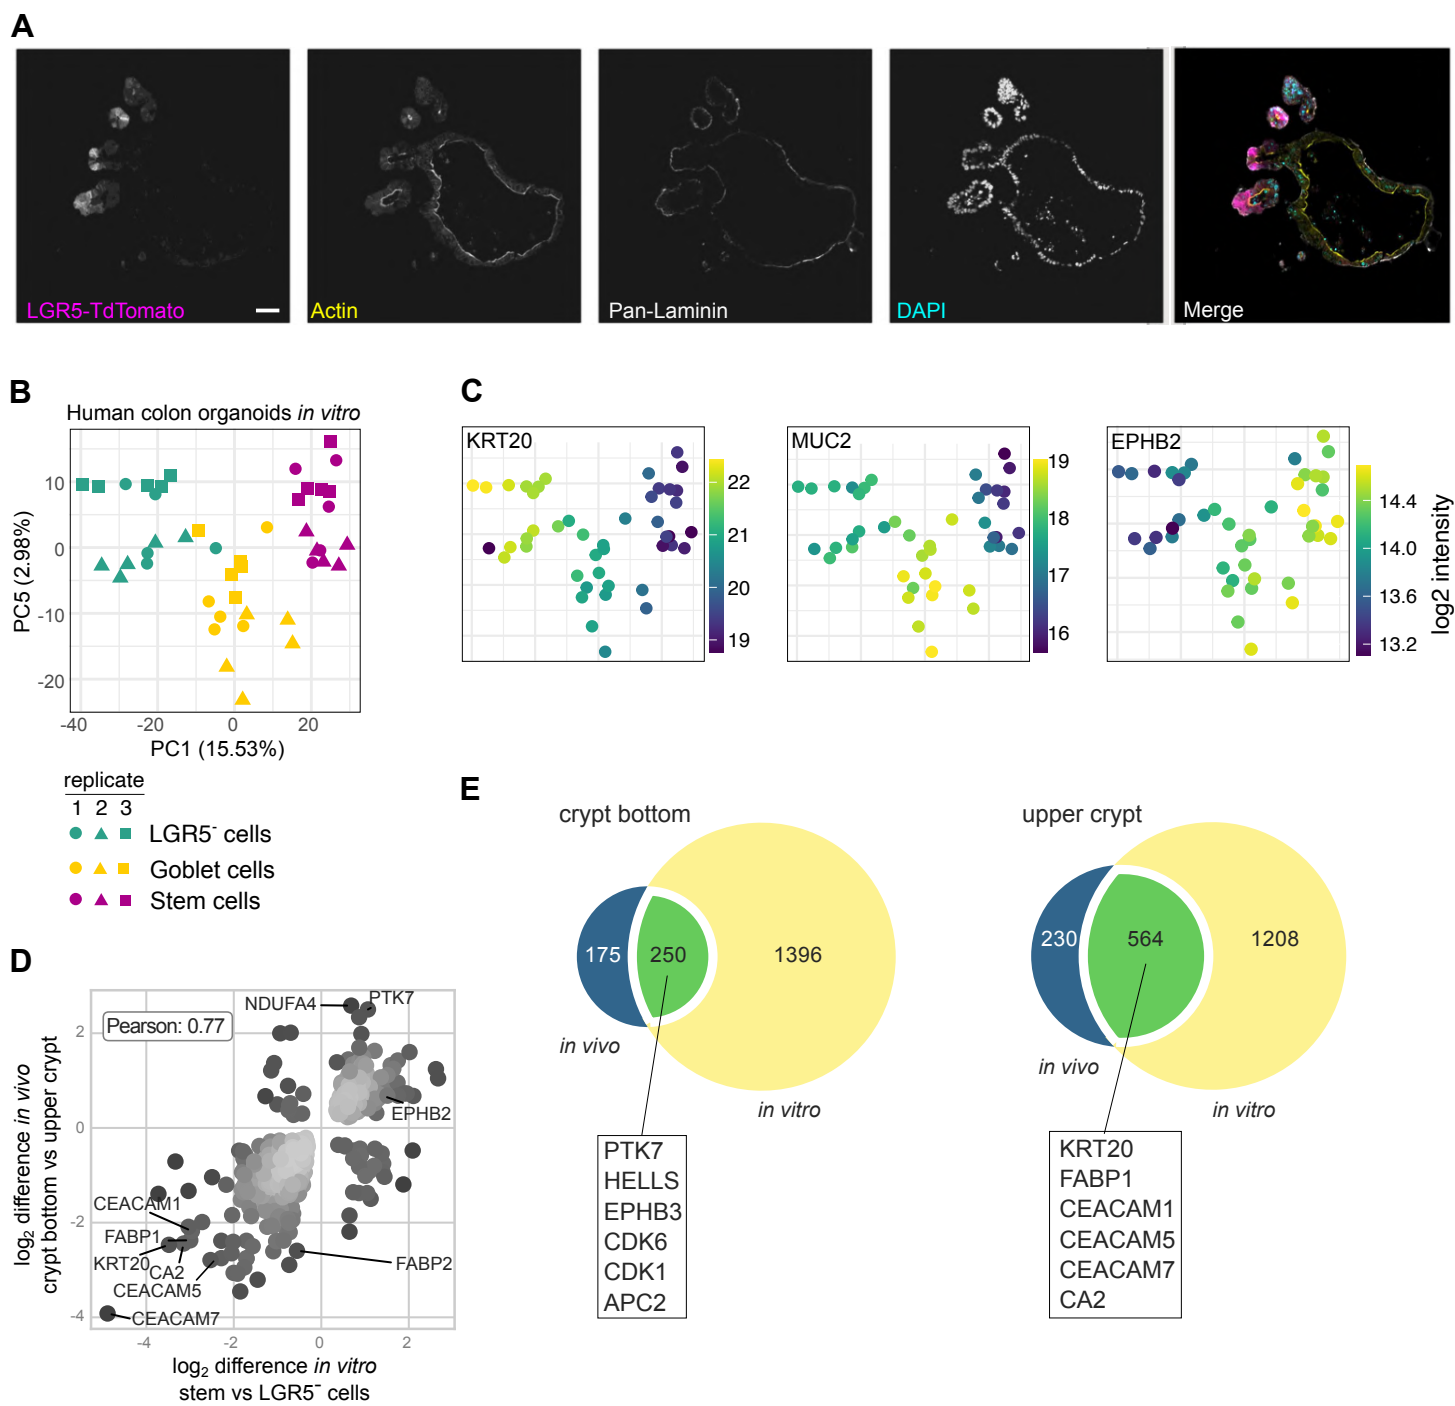 A
LGR5-TdTomato
Actin
Pan-Laminin
DAPI
Merge
B
Human colon organoids in vitro
10
0
-10
-20
PC5 (2.98%)
-40
-20
0
20
PC1 (15.53%)
replicate
1 2 3
LGR5⁻ cells
Goblet cells
Stem cells
C
KRT20
22
21
20
19
MUC2
19
18
17
16
EPHB2
14.4
14.0
13.6
13.2
log2 intensity
D
Pearson: 0.77
NDUFA4
PTK7
EPHB2
CEACAM1
FABP1
KRT20
CA2
CEACAM5
CEACAM7
FABP2
2
0
-2
-4
log₂ difference in vivo
crypt bottom vs upper crypt
-4
-2
0
2
log₂ difference in vitro
stem vs LGR5⁻ cells
E
crypt bottom
175
250
1396
in vivo
in vitro
PTK7
HELLS
EPHB3
CDK6
CDK1
APC2
upper crypt
230
564
1208
in vivo
in vitro
KRT20
FABP1
CEACAM1
CEACAM5
CEACAM7
CA2